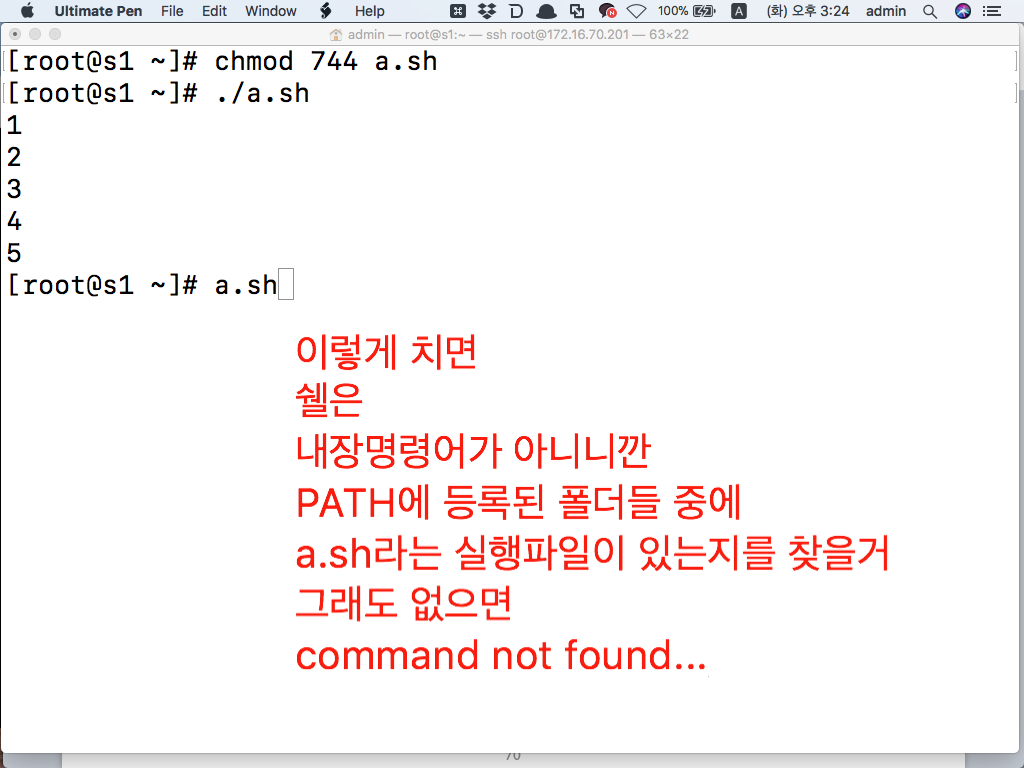 Ultimate Pen File Edit Window Help 100% A (화) 오후 3:24 admin
admin — root@s1:~ — ssh root@172.16.70.201 — 63×22
[root@s1 ~]# chmod 744 a.sh
[root@s1 ~]# ./a.sh
1
2
3
4
5
[root@s1 ~]# a.sh
이렇게 치면
쉘은
내장명령어가 아니니깐
PATH에 등록된 폴더들 중에
a.sh라는 실행파일이 있는지를 찾을거
그래도 없으면
command not found...
70